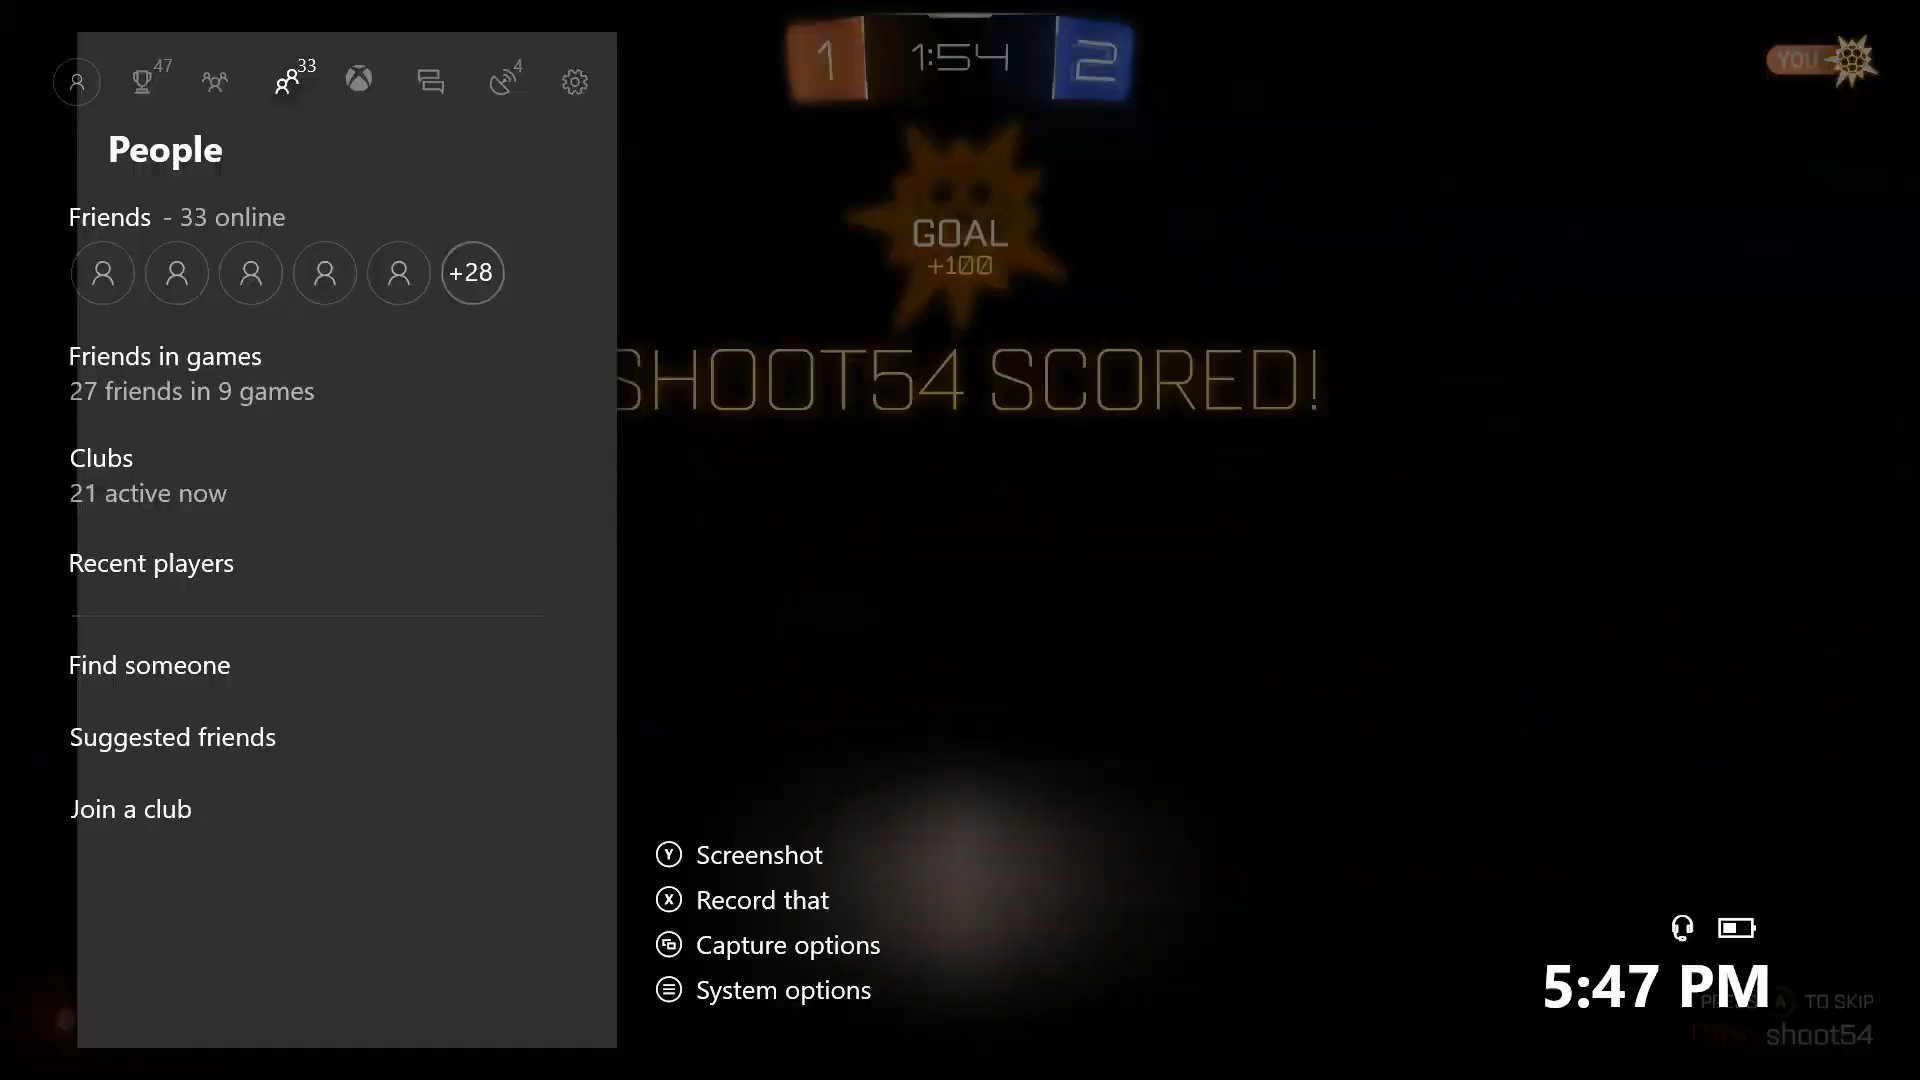 47
33
4
People
Friends - 33 online
+28
Friends in games
27 friends in 9 games
Clubs
21 active now
Recent players
Find someone
Suggested friends
Join a club
1 1:54 2
YOU
GOAL
+100
SHOOT54 SCORED!
Y Screenshot
X Record that
Capture options
System options
5:47 PM
A TO SKIP
shoot54